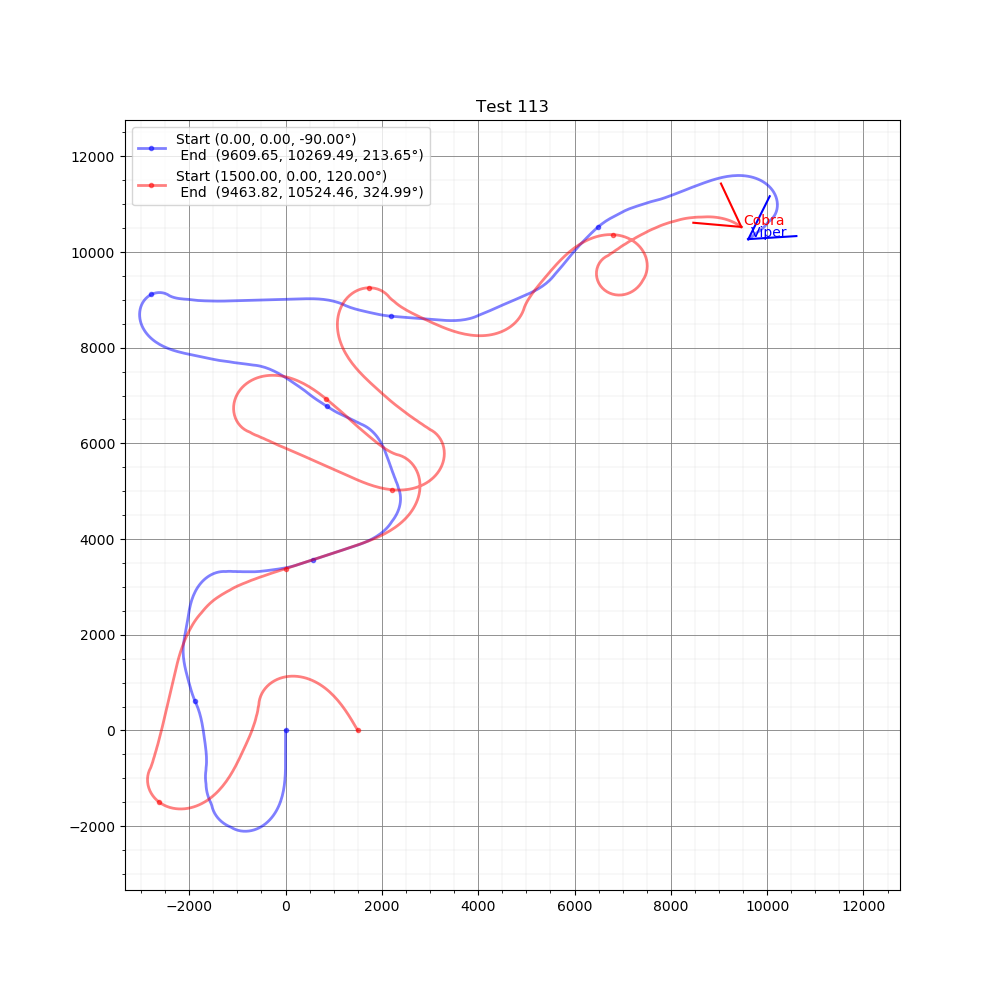 Test 113
Start (0.00, 0.00, -90.00°)
End  (9609.65, 10269.49, 213.65°)
Start (1500.00, 0.00, 120.00°)
End  (9463.82, 10524.46, 324.99°)
Cobra
Viper
12000
10000
8000
6000
4000
2000
0
−2000
−2000 0 2000 4000 6000 8000 10000 12000